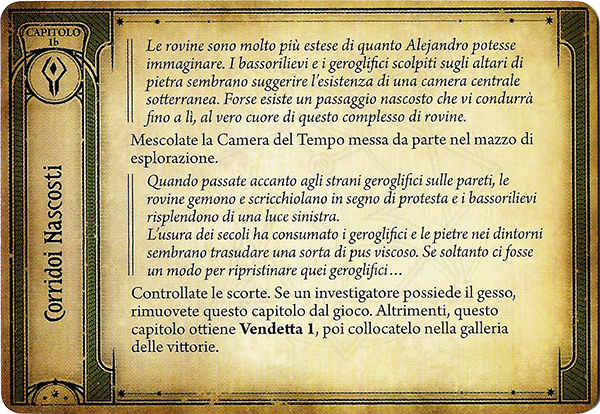 CAPITOLO
1b
Corridoi Nascosti
Le rovine sono molto più estese di quanto Alejandro potesse
immaginare. I bassorilievi e i geroglifici scolpiti sugli altari di
pietra sembrano suggerire l'esistenza di una camera centrale
sotterranea. Forse esiste un passaggio nascosto che vi condurrà
fino a lì, al vero cuore di questo complesso di rovine.
Mescolate la Camera del Tempo messa da parte nel mazzo di
esplorazione.
Quando passate accanto agli strani geroglifici sulle pareti, le
rovine gemono e scricchiolano in segno di protesta e i bassorilievi
risplendono di una luce sinistra.
L'usura dei secoli ha consumato i geroglifici e le pietre nei dintorni
sembrano trasudare una sorta di pus viscoso. Se soltanto ci fosse
un modo per ripristinare quei geroglifici…
Controllate le scorte. Se un investigatore possiede il gesso,
rimuovete questo capitolo dal gioco. Altrimenti, questo
capitolo ottiene Vendetta 1, poi collocatelo nella galleria
delle vittorie.